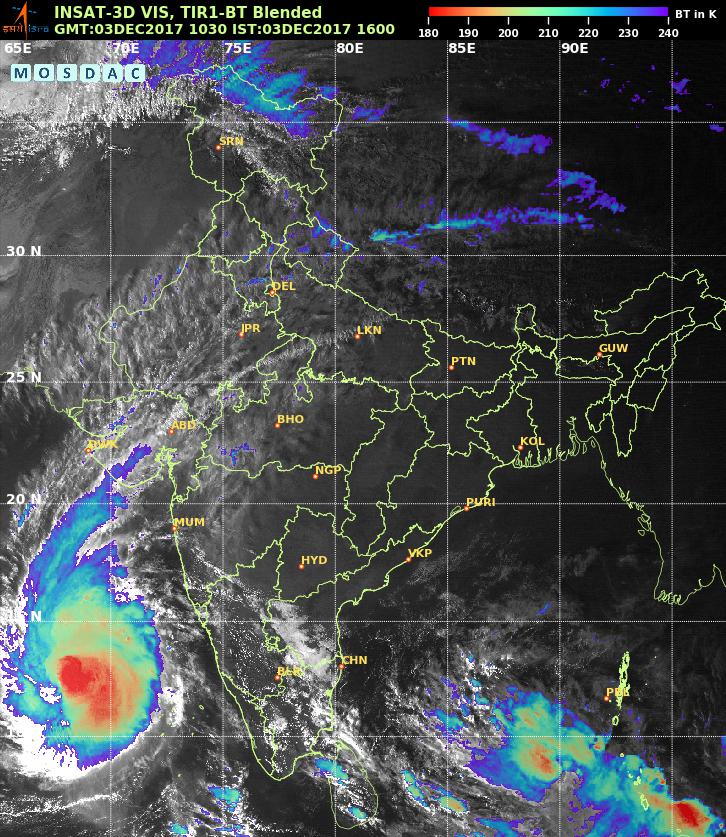 INSAT-3D VIS, TIR1-BT Blended
GMT:03DEC2017 1030 IST:03DEC2017 1600
BT in K
180 190 200 210 220 230 240
65E 70E 75E 80E 85E 90E
M O S D A C
SRN
30 N
DEL
JPR LKN GUW
PTN
25 N
ABD BHO
DWK KOL
NGP
20 N PURI
MUM
HYD VKP
N
CHN
BLR
PBL